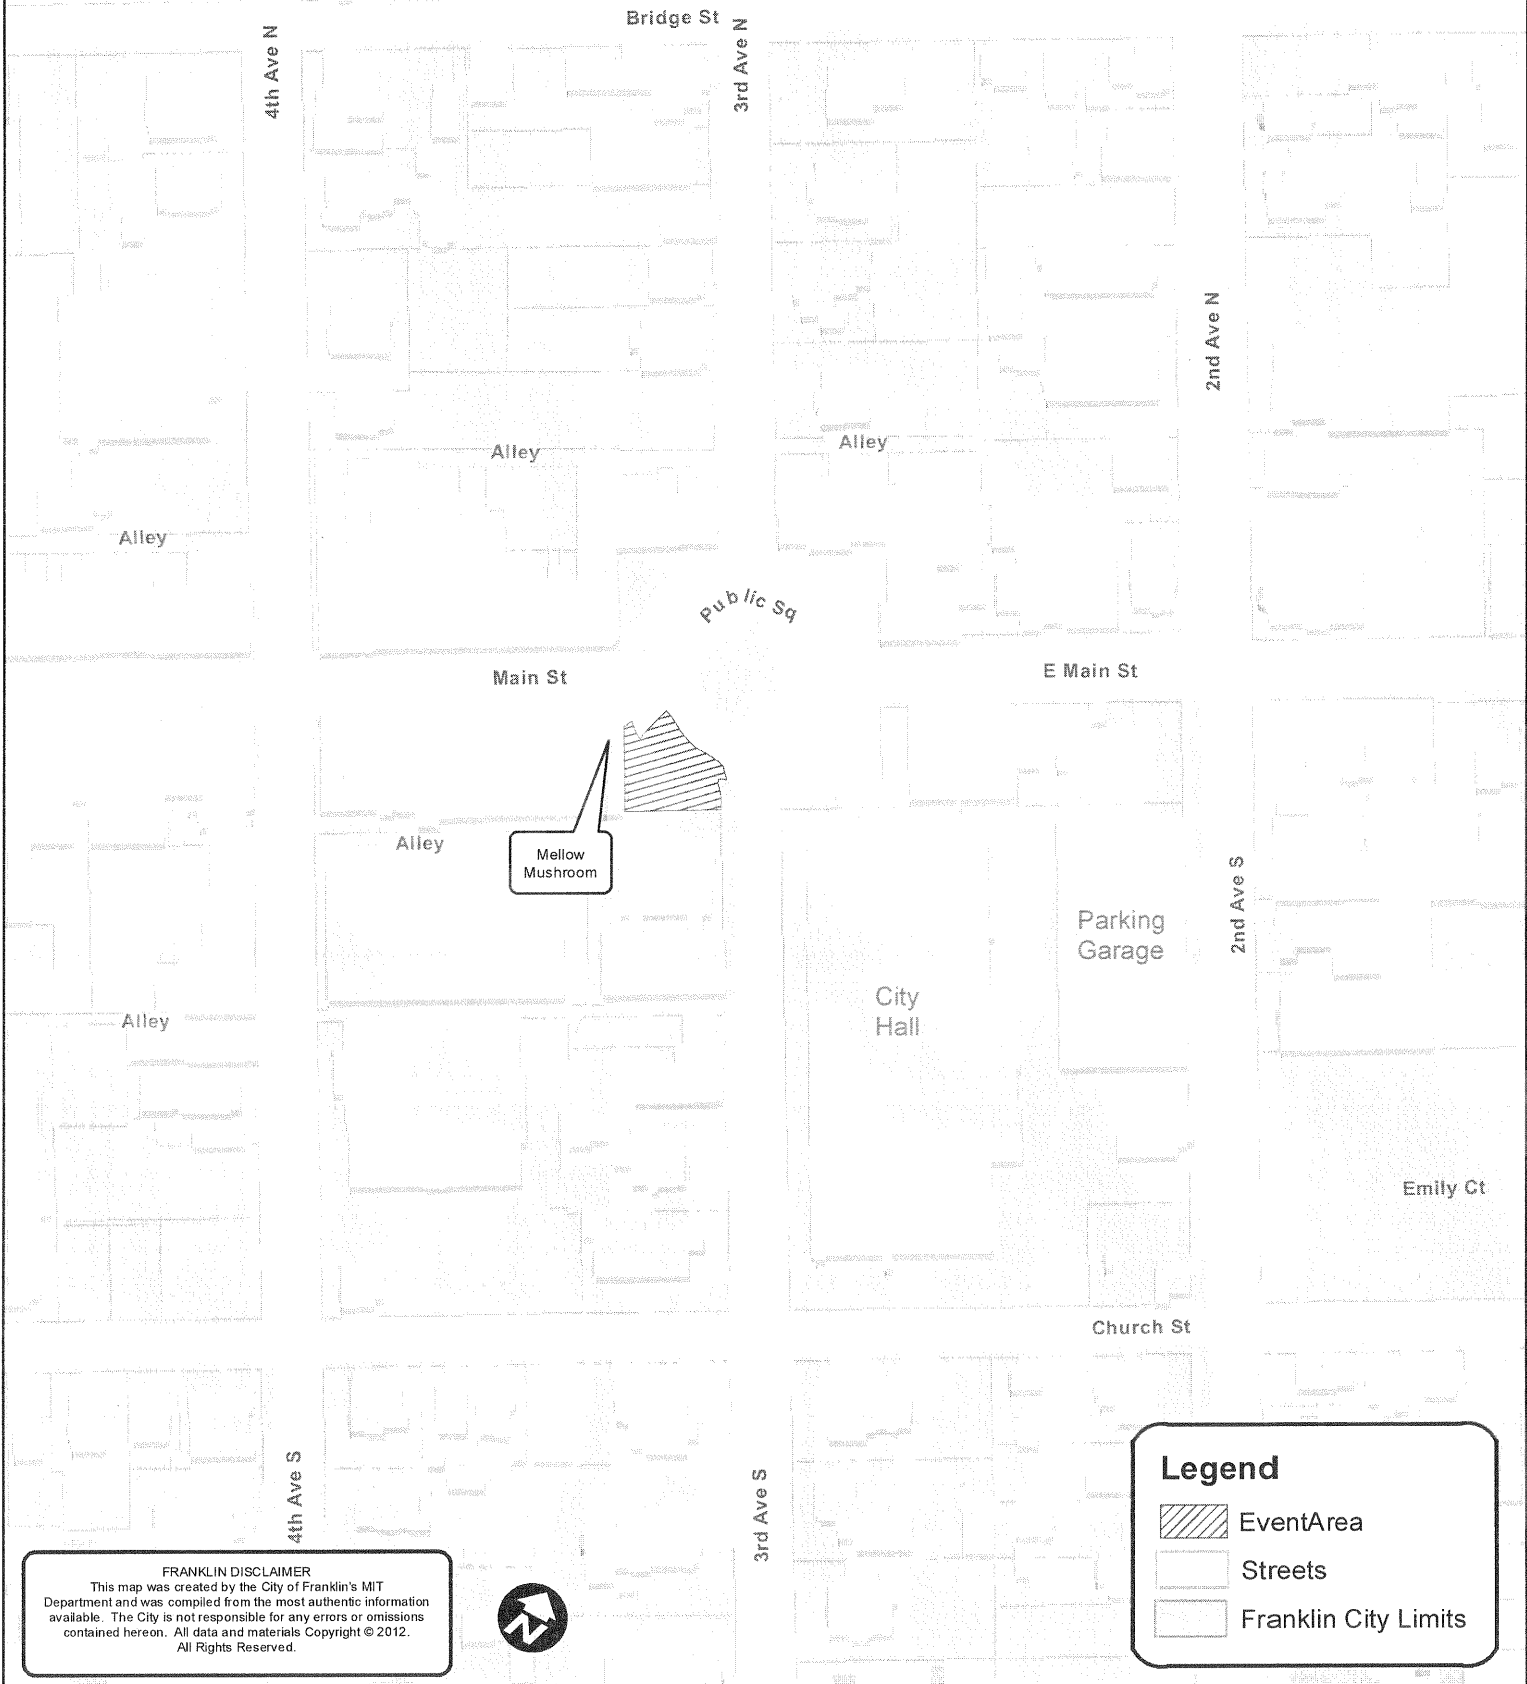 Bridge St
4th Ave N
3rd Ave N
2nd Ave N
Alley
Alley
Alley
Public Sq
Main St
E Main St
Mellow
Mushroom
Alley
2nd Ave S
Parking
Garage
City
Hall
Alley
Emily Ct
Church St
4th Ave S
3rd Ave S
Legend
EventArea
Streets
Franklin City Limits
FRANKLIN DISCLAIMER
This map was created by the City of Franklin's MIT
Department and was compiled from the most authentic information
available. The City is not responsible for any errors or omissions
contained hereon. All data and materials Copyright © 2012.
All Rights Reserved.
N